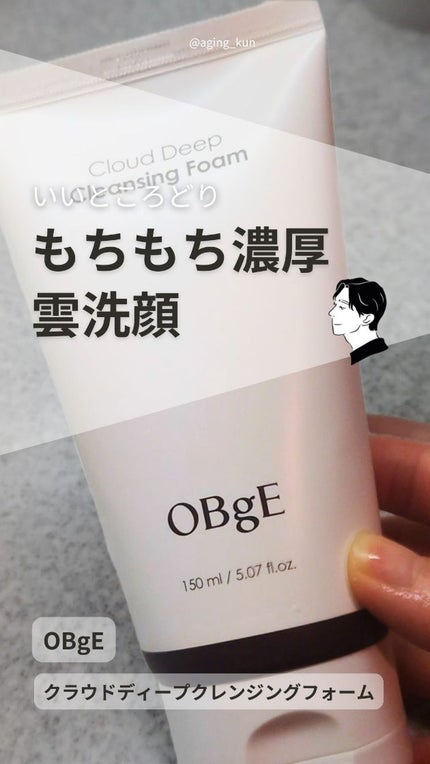 @aging_kun
Cloud Deep
Cleansing Foam
いいところどり
もちもち濃厚
雲洗顔
OBgE
150 ml / 5.07 fl.oz.
OBgE
クラウドディープクレンジングフォーム